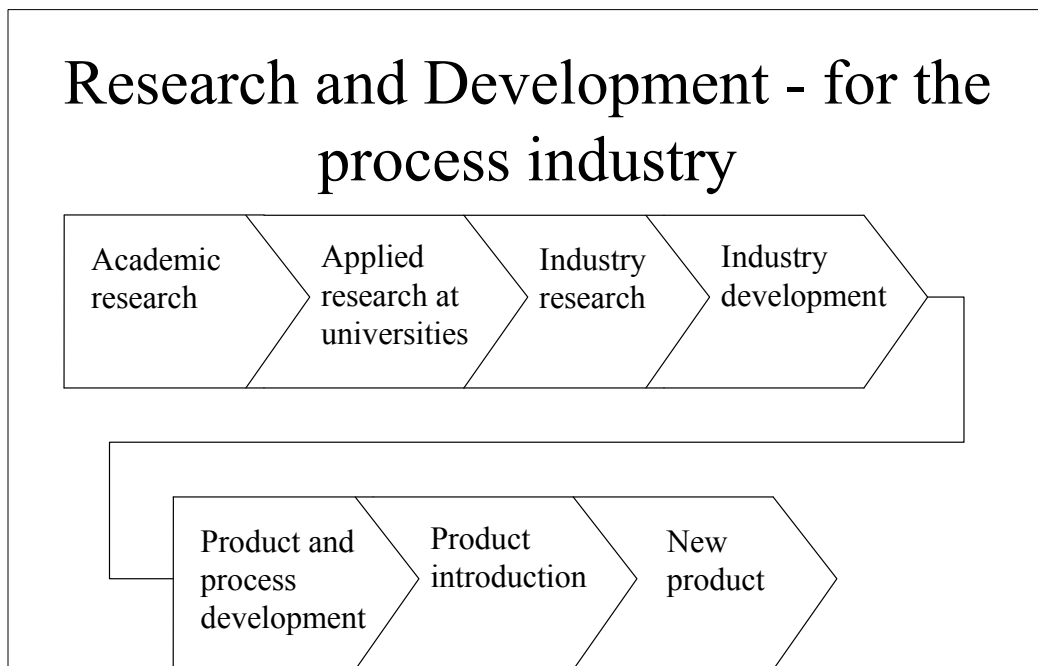 Research and Development - for the
process industry
Academic
research
Applied
research at
universities
Industry
research
Industry
development
Product and
process
development
Product
introduction
New
product